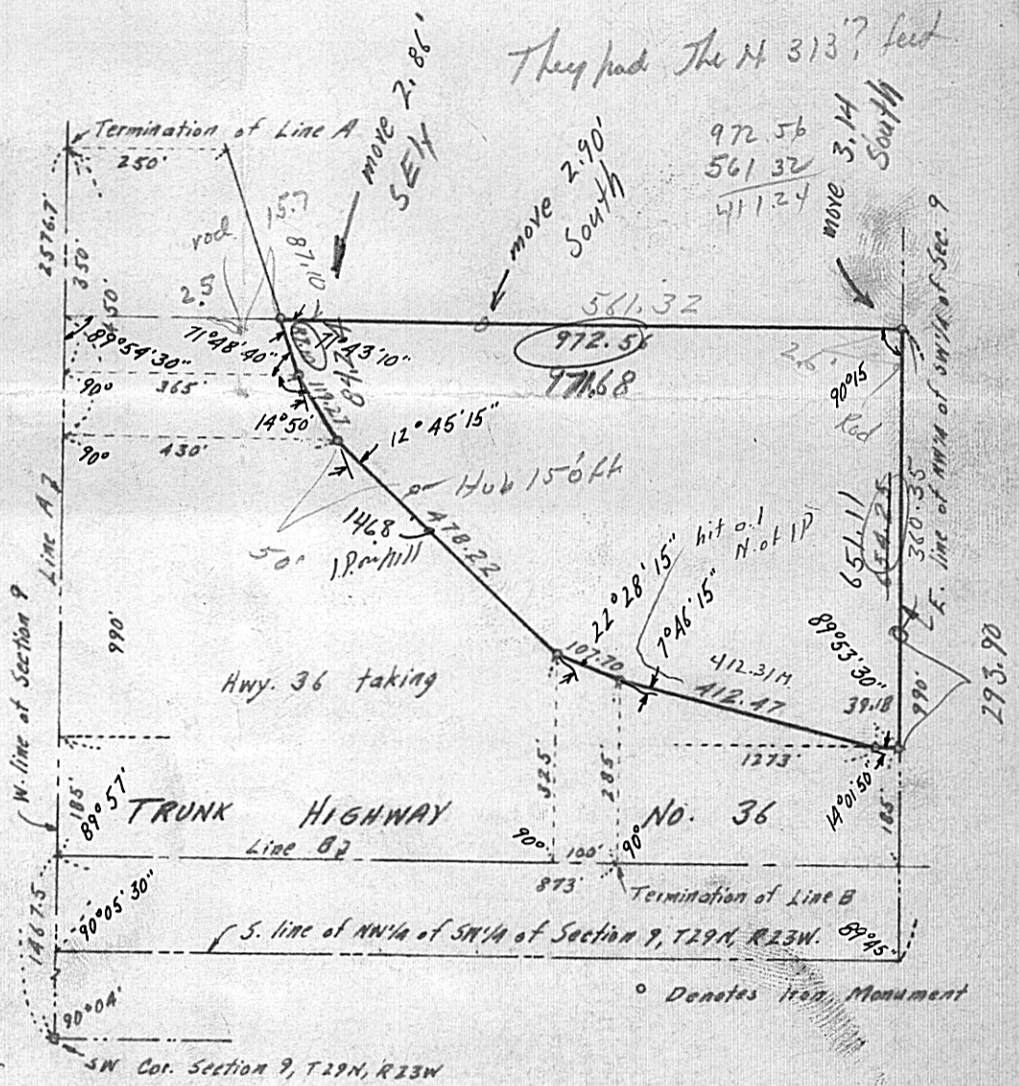 They had The N 313'? feet
move 2.86'
SE'ly
move 2.90'
South
move 3.14
South
972.56
561 32
411.24
Termination of Line A
250'
2576.7'
350'
50'
rod
15.7
87.10
2.5
561.32
972.56
971.68
71°48'40"
71°43'10"
89°54'30"
90°
365'
119.27
14°50'
12°45'15"
90°
430'
Hub 15' off
1468'
I.P. on hill
478.22
50'
90°15
2.6'
Rod
651.11
654.25
360.35
E. line of NW¼ of SW¼ of Sec. 9
Line A
W. line of Section 9
990'
Hwy. 36 taking
22°28'15"
7°46'15"
hit o.1
N. of IP
107.70
412.31 M.
412.47
89°53'30"
39.18
990'
293.90
1273'
14°01'50"
185'
325'
285'
185'
89°57'
TRUNK HIGHWAY NO. 36
Line B
90°
100'
90°
873'
Termination of Line B
90°05'30"
1467.5
S. line of NW¼ of SW¼ of Section 9, T29N, R23W.
89°45"
° Denotes Iron Monument
90°04'
SW Cor. Section 9, T29N, R23W